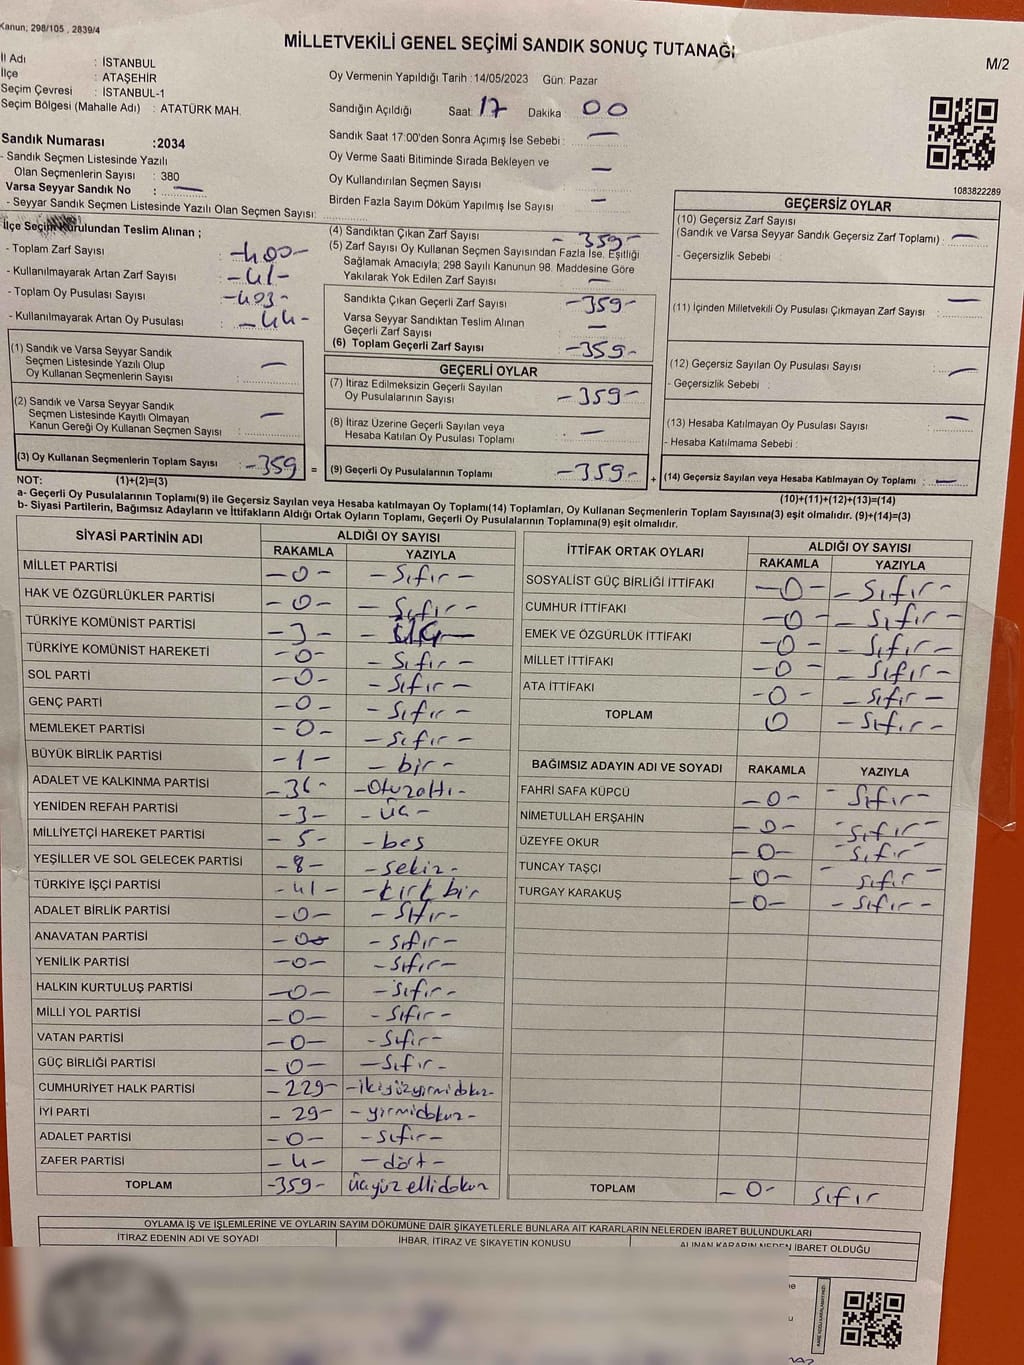 Kanun; 298/105 , 2839/4
MİLLETVEKİLİ GENEL SEÇİMİ SANDIK SONUÇ TUTANAĞI
M/2
İl Adı : İSTANBUL
İlçe : ATAŞEHİR
Seçim Çevresi : İSTANBUL-1
Seçim Bölgesi (Mahalle Adı) : ATATÜRK MAH.
Oy Vermenin Yapıldığı Tarih :14/05/2023 Gün: Pazar
Sandığın Açıldığı Saat: 17 Dakika 00
Sandık Saat 17:00'den Sonra Açımış İse Sebebi : —
Oy Verme Saati Bitiminde Sırada Bekleyen ve
Oy Kullandırılan Seçmen Sayısı : —
Birden Fazla Sayım Döküm Yapılmış İse Sayısı : —
1083822289
Sandık Numarası :2034
- Sandık Seçmen Listesinde Yazılı
Olan Seçmenlerin Sayısı : 380
Varsa Seyyar Sandık No : —
- Seyyar Sandık Seçmen Listesinde Yazılı Olan Seçmen Sayısı:
İlçe Seçim Kurulundan Teslim Alınan ;
- Toplam Zarf Sayısı : -400-
- Kullanılmayarak Artan Zarf Sayısı : -41-
- Toplam Oy Pusulası Sayısı : -403-
- Kullanılmayarak Artan Oy Pusulası : -44-
(1) Sandık ve Varsa Seyyar Sandık
Seçmen Listesinde Yazılı Olup
Oy Kullanan Seçmenlerin Sayısı : —
(2) Sandık ve Varsa Seyyar Sandık
Seçmen Listesinde Kayıtlı Olmayan
Kanun Gereği Oy Kullanan Seçmen Sayısı : —
(3) Oy Kullanan Seçmenlerin Toplam Sayısı : -359 =
(4) Sandıktan Çıkan Zarf Sayısı : - 359-
(5) Zarf Sayısı Oy Kullanan Seçmen Sayısından Fazla İse, Eşitliği
Sağlamak Amacıyla; 298 Sayılı Kanunun 98. Maddesine Göre
Yakılarak Yok Edilen Zarf Sayısı : —
Sandıkta Çıkan Geçerli Zarf Sayısı : -359-
Varsa Seyyar Sandıktan Teslim Alınan
Geçerli Zarf Sayısı : —
(6) Toplam Geçerli Zarf Sayısı : -359-
GEÇERLİ OYLAR
(7) İtiraz Edilmeksizin Geçerli Sayılan
Oy Pusulalarının Sayısı : -359-
(8) İtiraz Üzerine Geçerli Sayılan veya
Hesaba Katılan Oy Pusulası Toplamı : —
(9) Geçerli Oy Pusulalarının Toplamı : -359- +
GEÇERSİZ OYLAR
(10) Geçersiz Zarf Sayısı
(Sandık ve Varsa Seyyar Sandık Geçersiz Zarf Toplamı) : —
- Geçersizlik Sebebi :
(11) İçinden Milletvekili Oy Pusulası Çıkmayan Zarf Sayısı : —
(12) Geçersiz Sayılan Oy Pusulası Sayısı : —
- Geçersizlik Sebebi :
(13) Hesaba Katılmayan Oy Pusulası Sayısı : —
- Hesaba Katılmama Sebebi :
(14) Geçersiz Sayılan veya Hesaba Katılmayan Oy Toplamı : —
NOT: (1)+(2)=(3)
(10)+(11)+(12)+(13)=(14)
a- Geçerli Oy Pusulalarının Toplamı(9) ile Geçersiz Sayılan veya Hesaba katılmayan Oy Toplamı(14) Toplamları, Oy Kullanan Seçmenlerin Toplam Sayısına(3) eşit olmalıdır. (9)+(14)=(3)
b- Siyasi Partilerin, Bağımsız Adayların ve İttifakların Aldığı Ortak Oyların Toplamı, Geçerli Oy Pusulalarının Toplamına(9) eşit olmalıdır.
SİYASİ PARTİNİN ADI ALDIĞI OY SAYISI
RAKAMLA YAZIYLA
MİLLET PARTİSİ -0- -Sıfır-
HAK VE ÖZGÜRLÜKLER PARTİSİ -0- -Sıfır-
TÜRKİYE KOMÜNİST PARTİSİ -3- -üç-
TÜRKİYE KOMÜNİST HAREKETİ -0- -Sıfır-
SOL PARTİ -0- -Sıfır-
GENÇ PARTİ -0- -Sıfır-
MEMLEKET PARTİSİ -0- -Sıfır-
BÜYÜK BİRLİK PARTİSİ -1- -bir-
ADALET VE KALKINMA PARTİSİ -36- -Otuzaltı-
YENİDEN REFAH PARTİSİ -3- -üç-
MİLLİYETÇİ HAREKET PARTİSİ -5- -beş
YEŞİLLER VE SOL GELECEK PARTİSİ -8- -sekiz-
TÜRKİYE İŞÇİ PARTİSİ -41- -kırk bir
ADALET BİRLİK PARTİSİ -0- -Sıfır-
ANAVATAN PARTİSİ -0- -sıfır-
YENİLİK PARTİSİ -0- -Sıfır-
HALKIN KURTULUŞ PARTİSİ -0- -Sıfır-
MİLLİ YOL PARTİSİ -0- -Sıfır-
VATAN PARTİSİ -0- -Sıfır-
GÜÇ BİRLİĞİ PARTİSİ -0- -Sıfır-
CUMHURİYET HALK PARTİSİ -229- -ikiyüzyirmidokuz-
İYİ PARTİ -29- -yirmidokuz-
ADALET PARTİSİ -0- -sıfır-
ZAFER PARTİSİ -4- -dört-
TOPLAM -359- üçyüzellidokuz
İTTİFAK ORTAK OYLARI ALDIĞI OY SAYISI
RAKAMLA YAZIYLA
SOSYALİST GÜÇ BİRLİĞİ İTTİFAKI -0- -Sıfır-
CUMHUR İTTİFAKI -0- -Sıfır-
EMEK VE ÖZGÜRLÜK İTTİFAKI -0- -Sıfır-
MİLLET İTTİFAKI -0- -Sıfır-
ATA İTTİFAKI -0- -Sıfır-
TOPLAM 0 -Sıfır-
BAĞIMSIZ ADAYIN ADI VE SOYADI RAKAMLA YAZIYLA
FAHRİ SAFA KÜPCÜ -0- -Sıfır-
NİMETULLAH ERŞAHİN -0- -Sıfır-
ÜZEYFE OKUR -0- -Sıfır-
TUNCAY TAŞÇI -0- -sıfır-
TURGAY KARAKUŞ -0- -sıfır-
TOPLAM -0- sıfır
OYLAMA İŞ VE İŞLEMLERİNE VE OYLARIN SAYIM DÖKÜMÜNE DAİR ŞİKAYETLERLE BUNLARA AİT KARARLARIN NELERDEN İBARET BULUNDUKLARI
İTİRAZ EDENİN ADI VE SOYADI İHBAR, İTİRAZ VE ŞİKAYETİN KONUSU ALINAN KARARIN NEDEN İBARET OLDUĞU